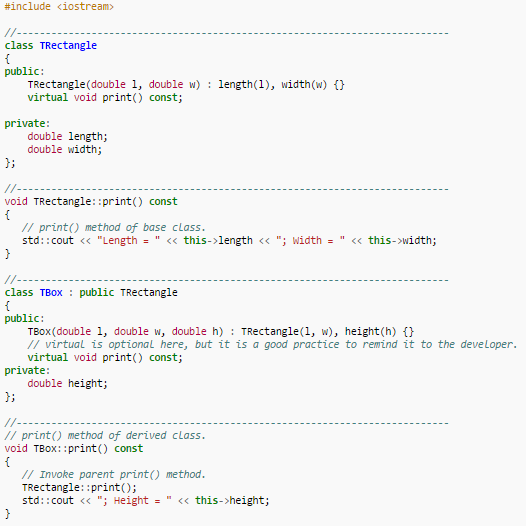 #include <iostream>
//---------------------------------------------------------------------------
class TRectangle
{
public:
    TRectangle(double l, double w) : length(l), width(w) {}
    virtual void print() const;
private:
    double length;
    double width;
};
//---------------------------------------------------------------------------
void TRectangle::print() const
{
   // print() method of base class.
   std::cout << "Length = " << this->length << "; Width = " << this->width;
}
//---------------------------------------------------------------------------
class TBox : public TRectangle
{
public:
    TBox(double l, double w, double h) : TRectangle(l, w), height(h) {}
    // virtual is optional here, but it is a good practice to remind it to the developer.
    virtual void print() const;
private:
    double height;
};
//---------------------------------------------------------------------------
// print() method of derived class.
void TBox::print() const
{
   // Invoke parent print() method.
   TRectangle::print();
   std::cout << "; Height = " << this->height;
}